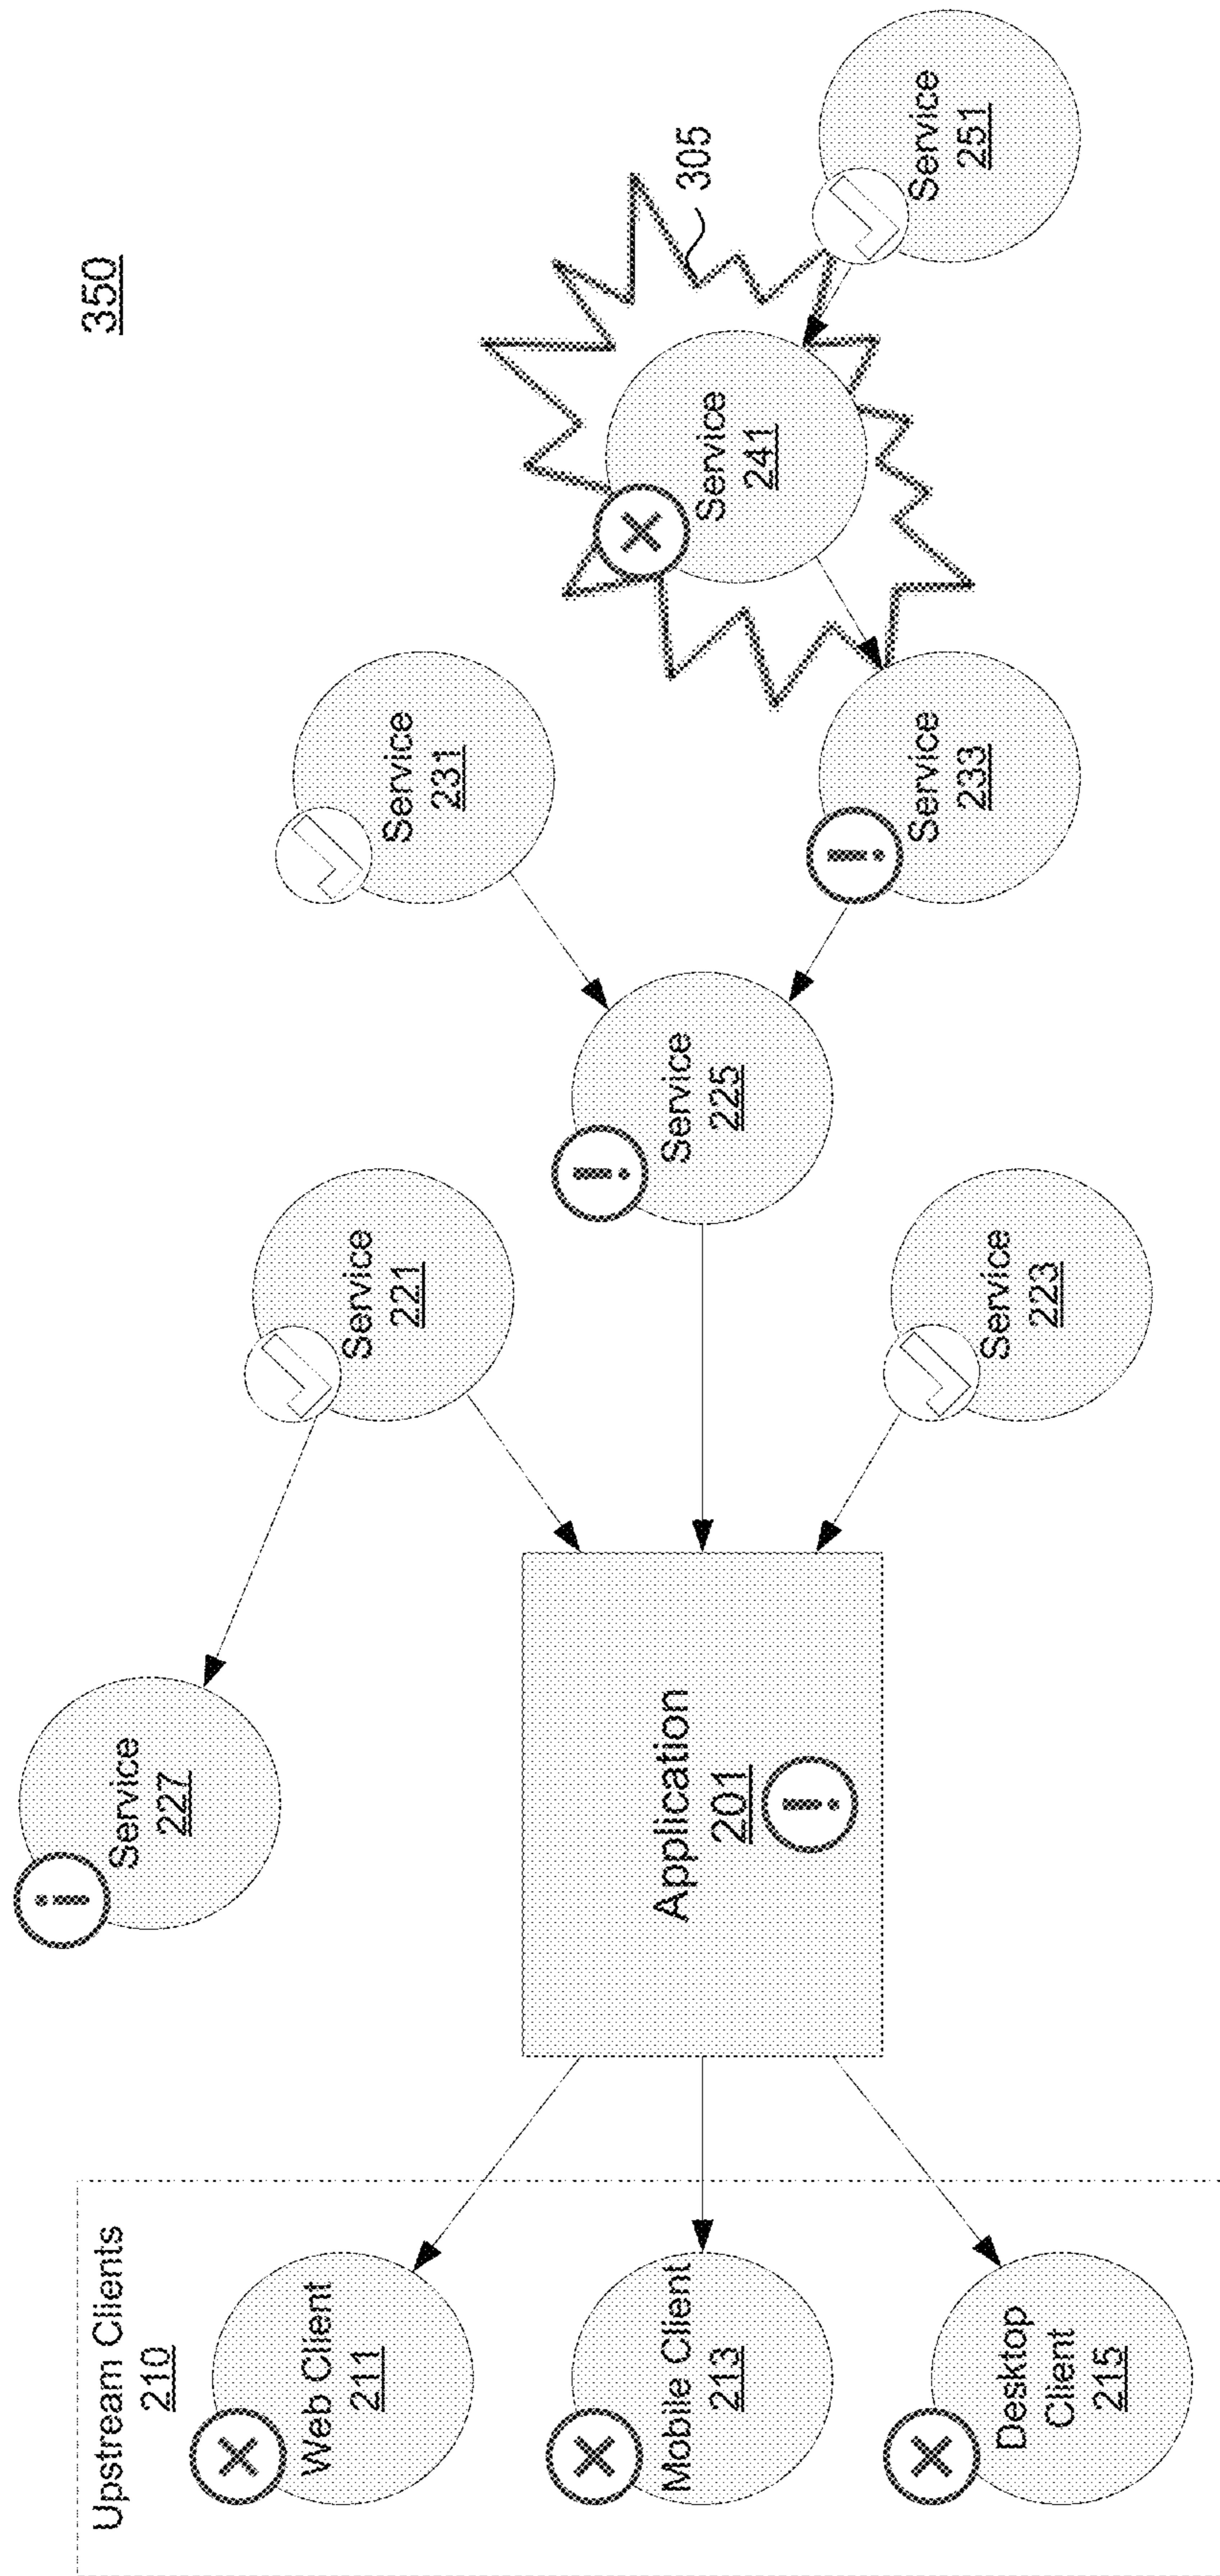 350
Upstream Clients
210
Web Client
211
Mobile Client
213
Desktop
Client
215
Service
227
Application
201
Service
221
Service
225
Service
223
Service
231
Service
233
Service
241
305
Service
251